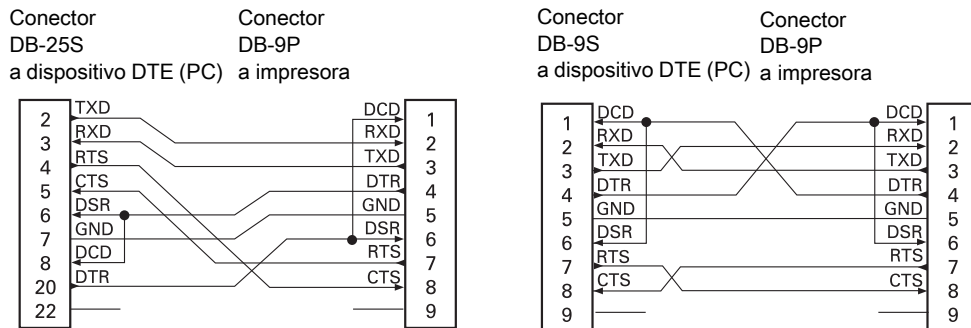 Conector
DB-25S
a dispositivo DTE (PC)
Conector
DB-9P
a impresora
2 TXD
3 RXD
4 RTS
5 CTS
6 DSR
7 GND
8 DCD
20 DTR
22
DCD 1
RXD 2
TXD 3
DTR 4
GND 5
DSR 6
RTS 7
CTS 8
9
Conector
DB-9S
a dispositivo DTE (PC)
Conector
DB-9P
a impresora
1 DCD
2 RXD
3 TXD
4 DTR
5 GND
6 DSR
7 RTS
8 CTS
9
DCD 1
RXD 2
TXD 3
DTR 4
GND 5
DSR 6
RTS 7
CTS 8
9